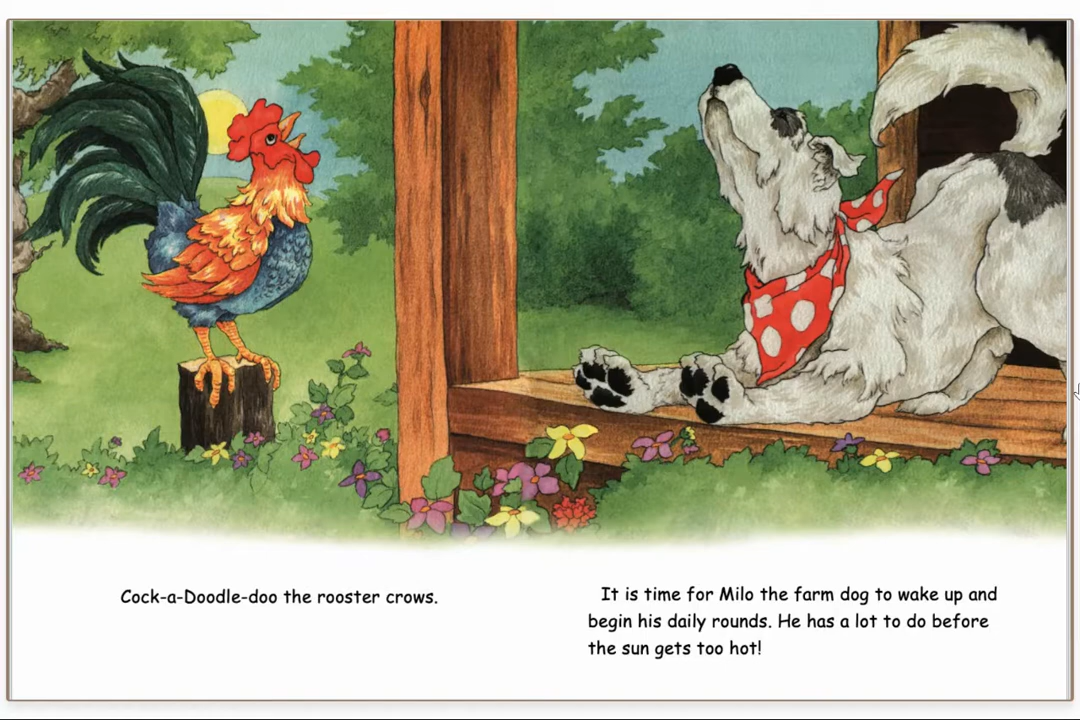 Cock-a-Doodle-doo the rooster crows.
It is time for Milo the farm dog to wake up and
begin his daily rounds. He has a lot to do before
the sun gets too hot!